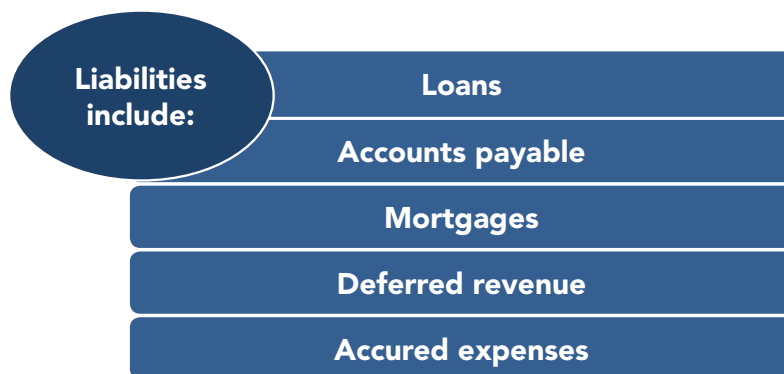 Liabilities
include:
Loans
Accounts payable
Mortgages
Deferred revenue
Accured expenses